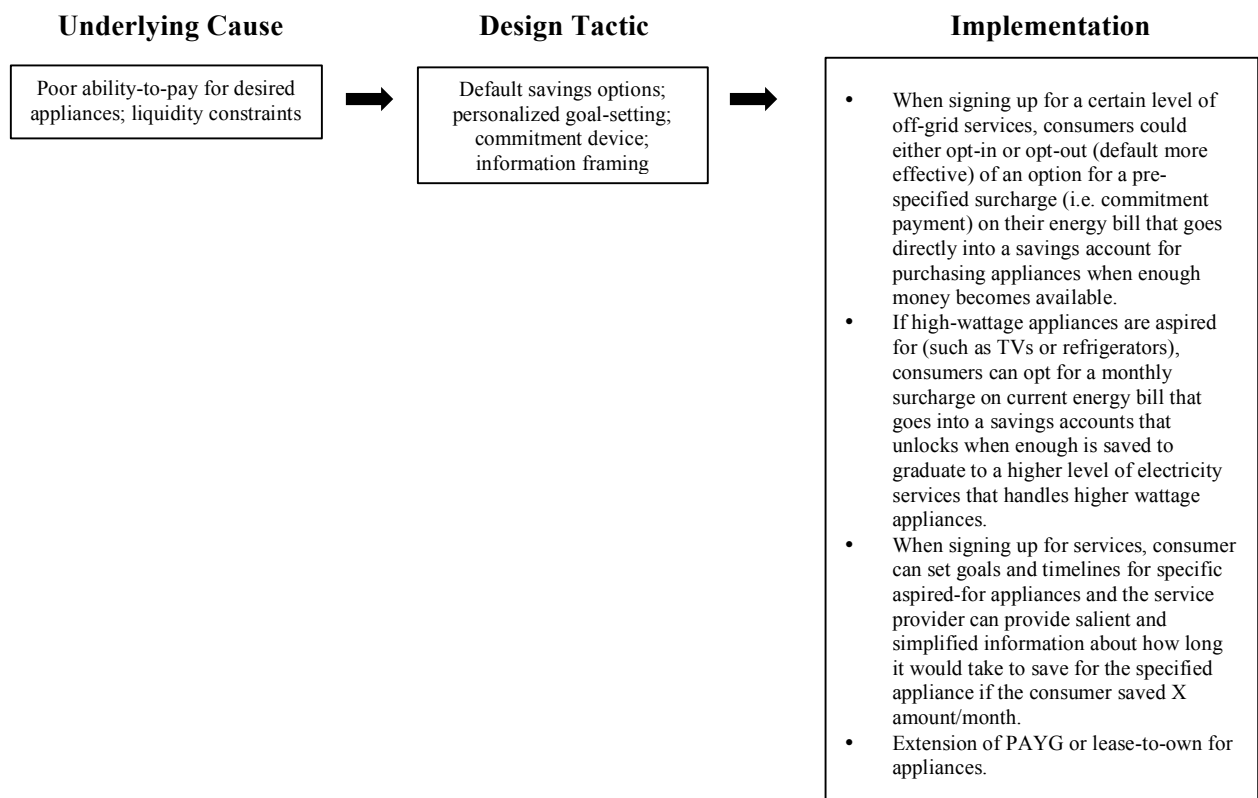 Underlying Cause
Design Tactic
Implementation
Poor ability-to-pay for desired
appliances; liquidity constraints
Default savings options;
personalized goal-setting;
commitment device;
information framing
• When signing up for a certain level of
off-grid services, consumers could
either opt-in or opt-out (default more
effective) of an option for a pre-
specified surcharge (i.e. commitment
payment) on their energy bill that goes
directly into a savings account for
purchasing appliances when enough
money becomes available.
• If high-wattage appliances are aspired
for (such as TVs or refrigerators),
consumers can opt for a monthly
surcharge on current energy bill that
goes into a savings accounts that
unlocks when enough is saved to
graduate to a higher level of electricity
services that handles higher wattage
appliances.
• When signing up for services, consumer
can set goals and timelines for specific
aspired-for appliances and the service
provider can provide salient and
simplified information about how long
it would take to save for the specified
appliance if the consumer saved X
amount/month.
• Extension of PAYG or lease-to-own for
appliances.